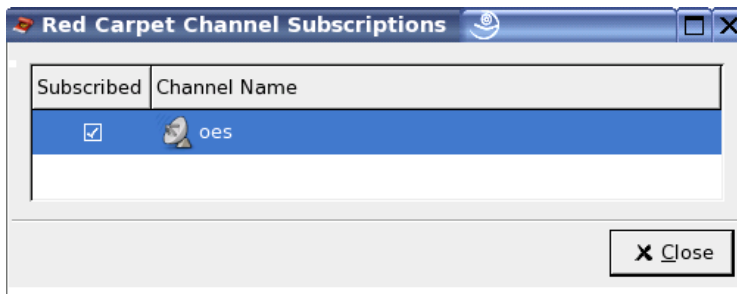 Red Carpet Channel Subscriptions
Subscribed Channel Name
oes
Close